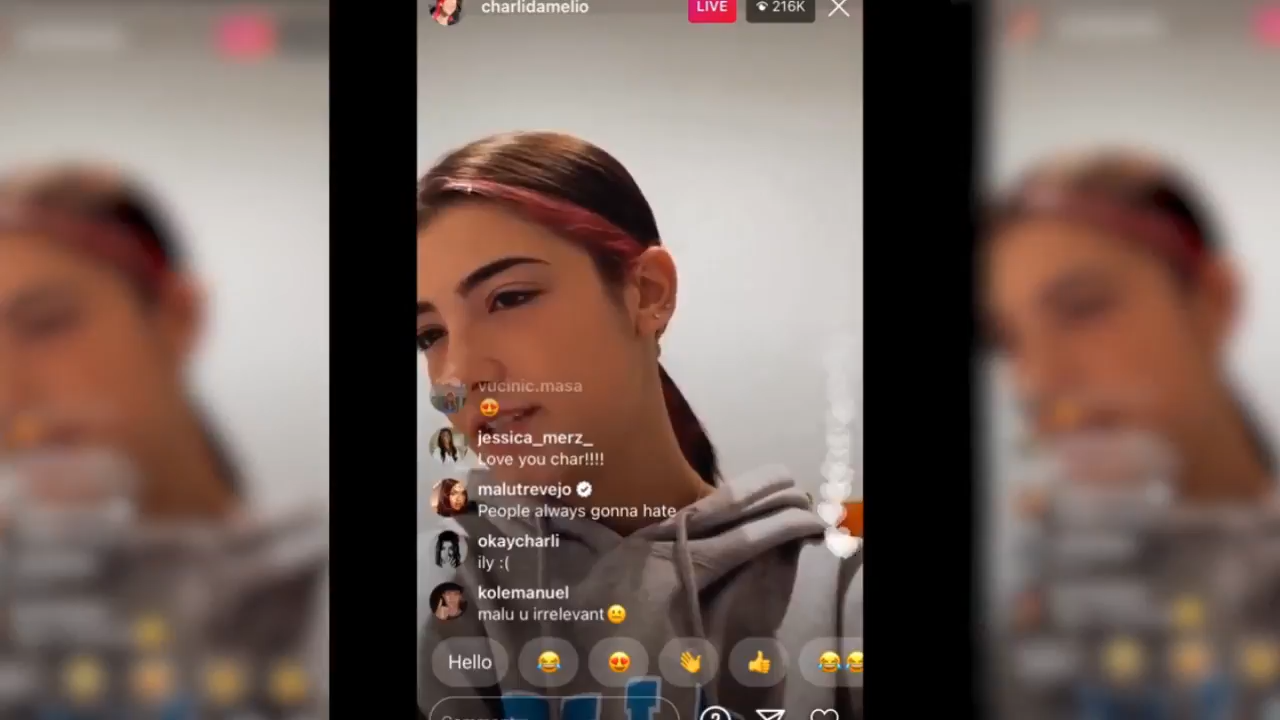 charlidamelio LIVE 216K
vucinic.masa
😍
jessica_merz_
Love you char!!!!
malutrevejo
People always gonna hate
okaycharli
ily :(
kolemanuel
malu u irrelevant😐
Hello 😂 😍 👋 👍 😂😂